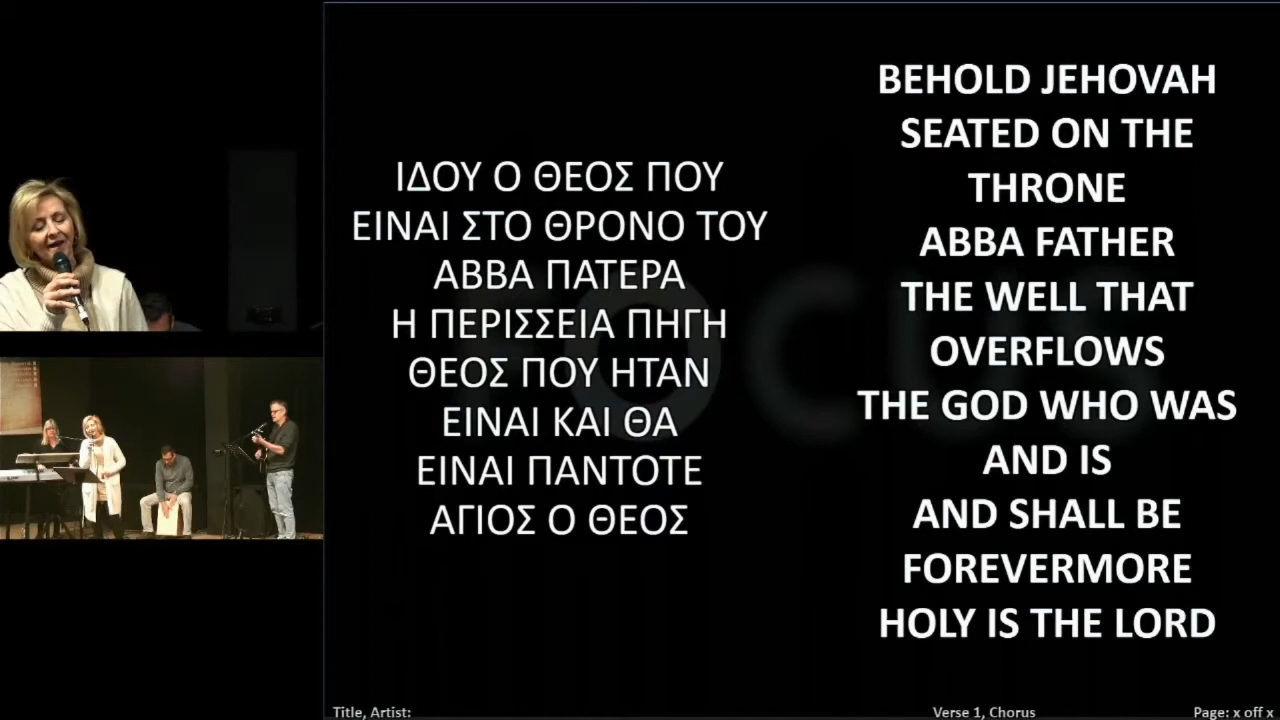 ΙΔΟΥ Ο ΘΕΟΣ ΠΟΥ
ΕΙΝΑΙ ΣΤΟ ΘΡΟΝΟ ΤΟΥ
ΑΒΒΑ ΠΑΤΕΡΑ
Η ΠΕΡΙΣΣΕΙΑ ΠΗΓΗ
ΘΕΟΣ ΠΟΥ ΗΤΑΝ
ΕΙΝΑΙ ΚΑΙ ΘΑ
ΕΙΝΑΙ ΠΑΝΤΟΤΕ
ΑΓΙΟΣ Ο ΘΕΟΣ
BEHOLD JEHOVAH
SEATED ON THE
THRONE
ABBA FATHER
THE WELL THAT
OVERFLOWS
THE GOD WHO WAS
AND IS
AND SHALL BE
FOREVERMORE
HOLY IS THE LORD
FOCUS
Title, Artist:
Verse 1, Chorus
Page: x off x